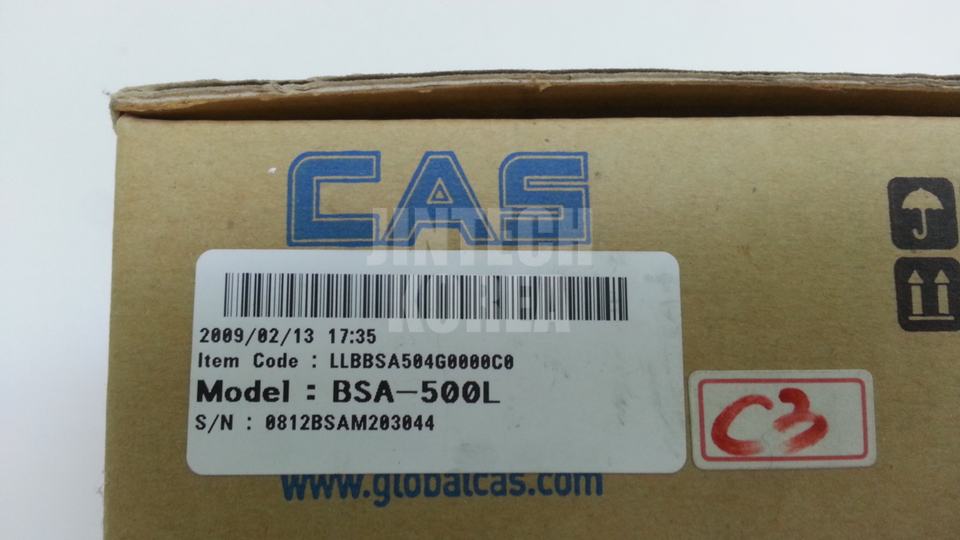 CAS
JINTECH
KOREA
2009/02/13 17:35
Item Code : LLBBSA504G0000C0
Model : BSA-500L
S/N : 0812BSAM203044
C3
www.globalcas.com